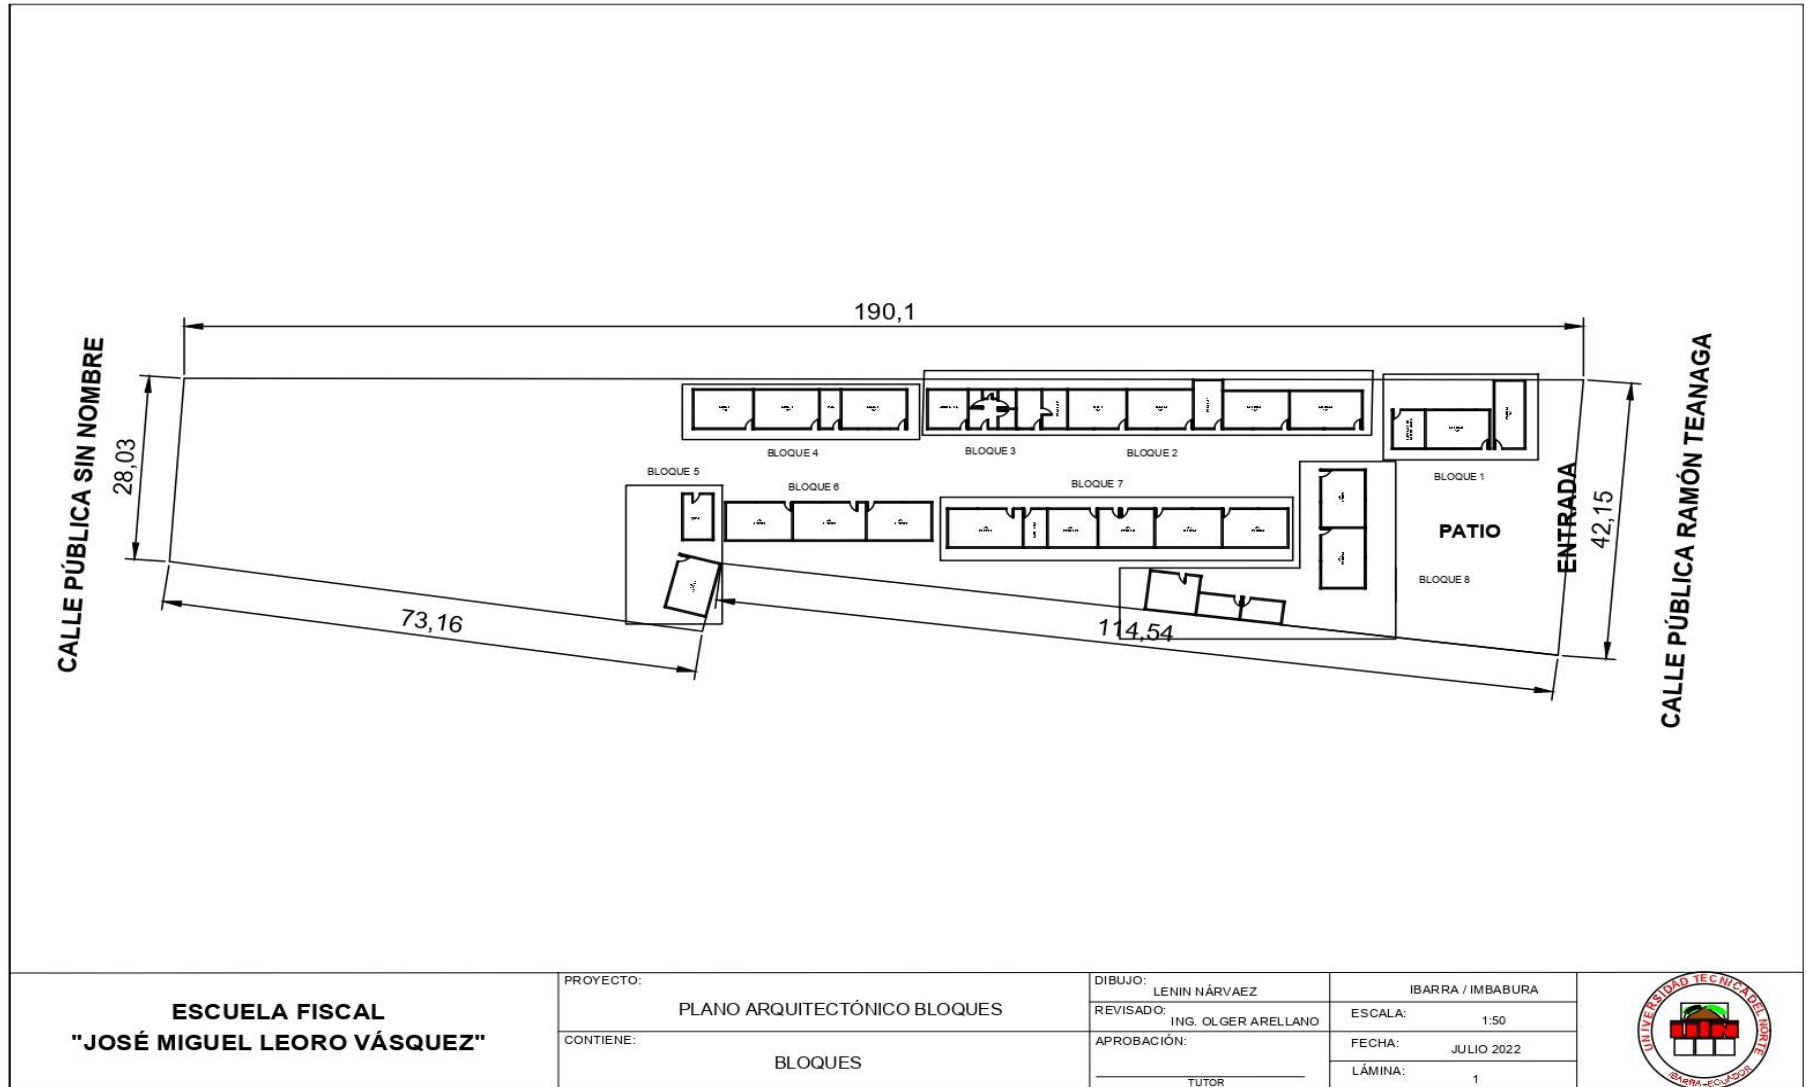 190,1
CALLE PÚBLICA SIN NOMBRE
28,03
CALLE PÚBLICA RAMÓN TEANAGA
42,15
ENTRADA
BLOQUE 4
BLOQUE 3
BLOQUE 2
BLOQUE 1
BLOQUE 5
BLOQUE 6
BLOQUE 7
PATIO
BLOQUE 8
73,16
114,54
ESCUELA FISCAL
"JOSÉ MIGUEL LEORO VÁSQUEZ"
PROYECTO:
PLANO ARQUITECTÓNICO BLOQUES
CONTIENE:
BLOQUES
DIBUJO:
LENIN NÁRVAEZ
REVISADO:
ING. OLGER ARELLANO
APROBACIÓN:
TUTOR
IBARRA / IMBABURA
ESCALA:
1:50
FECHA:
JULIO 2022
LÁMINA:
1
UNIVERSIDAD TECNICA DEL NORTE
UTN
IBARRA - ECUADOR